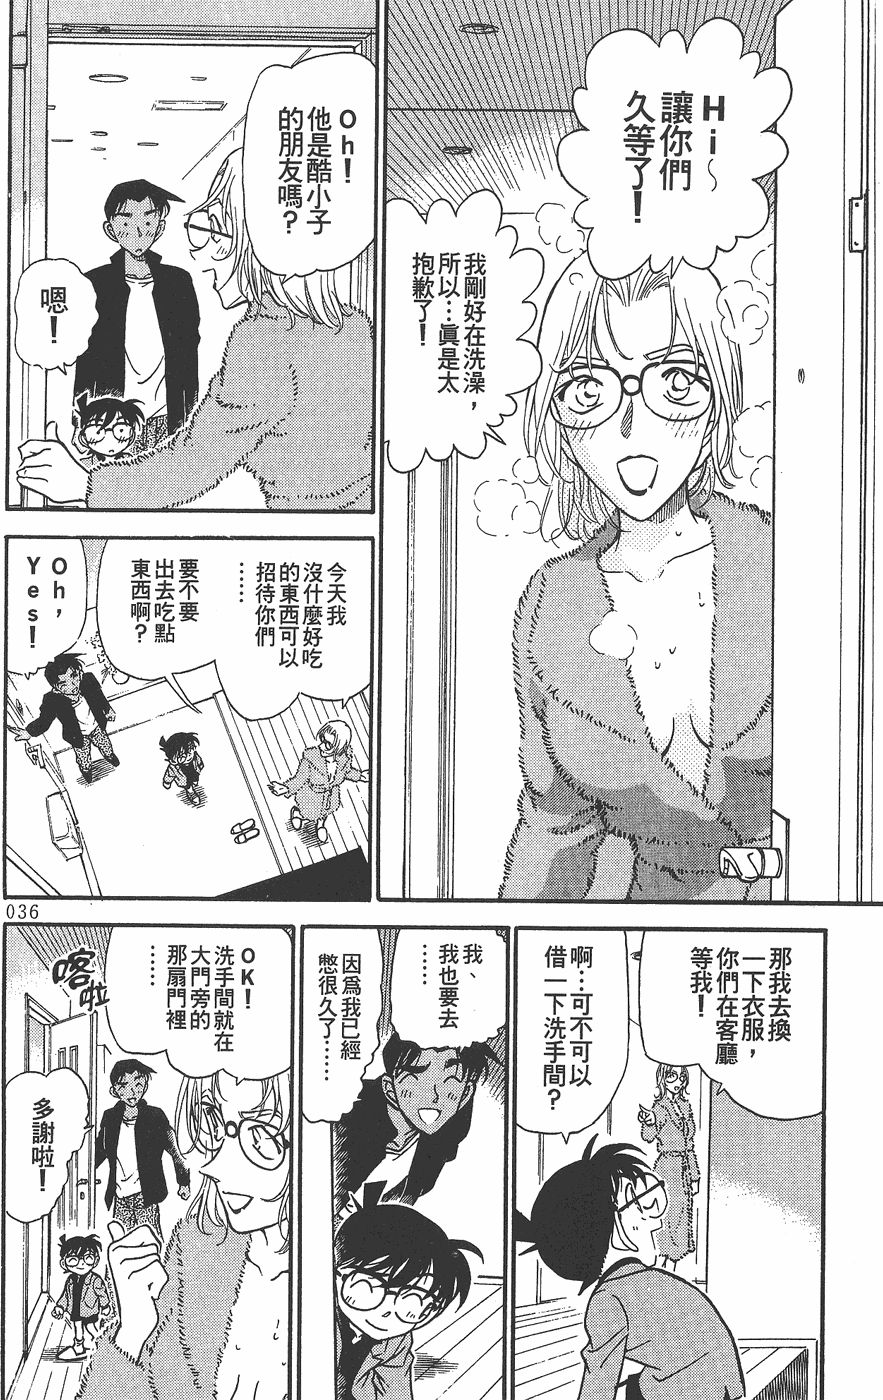 Hi～
讓你們
久等了！
我剛好在洗澡，
所以…眞是太
抱歉了！
Oh！
他是酷小子
的朋友嗎？
嗯！
今天我
沒什麼好吃
的東西可以
招待你們
……
要不要
出去吃點
東西啊？
Oh，
Yes！
036
那我去換
一下衣服，
你們在客廳
等我！
啊…可不可以
借一下洗手間？
我、
我也要去
……
因爲我已經
憋很久了……
OK！
洗手間就在
大門旁的
那扇門裡
……
喀啦
多謝啦！